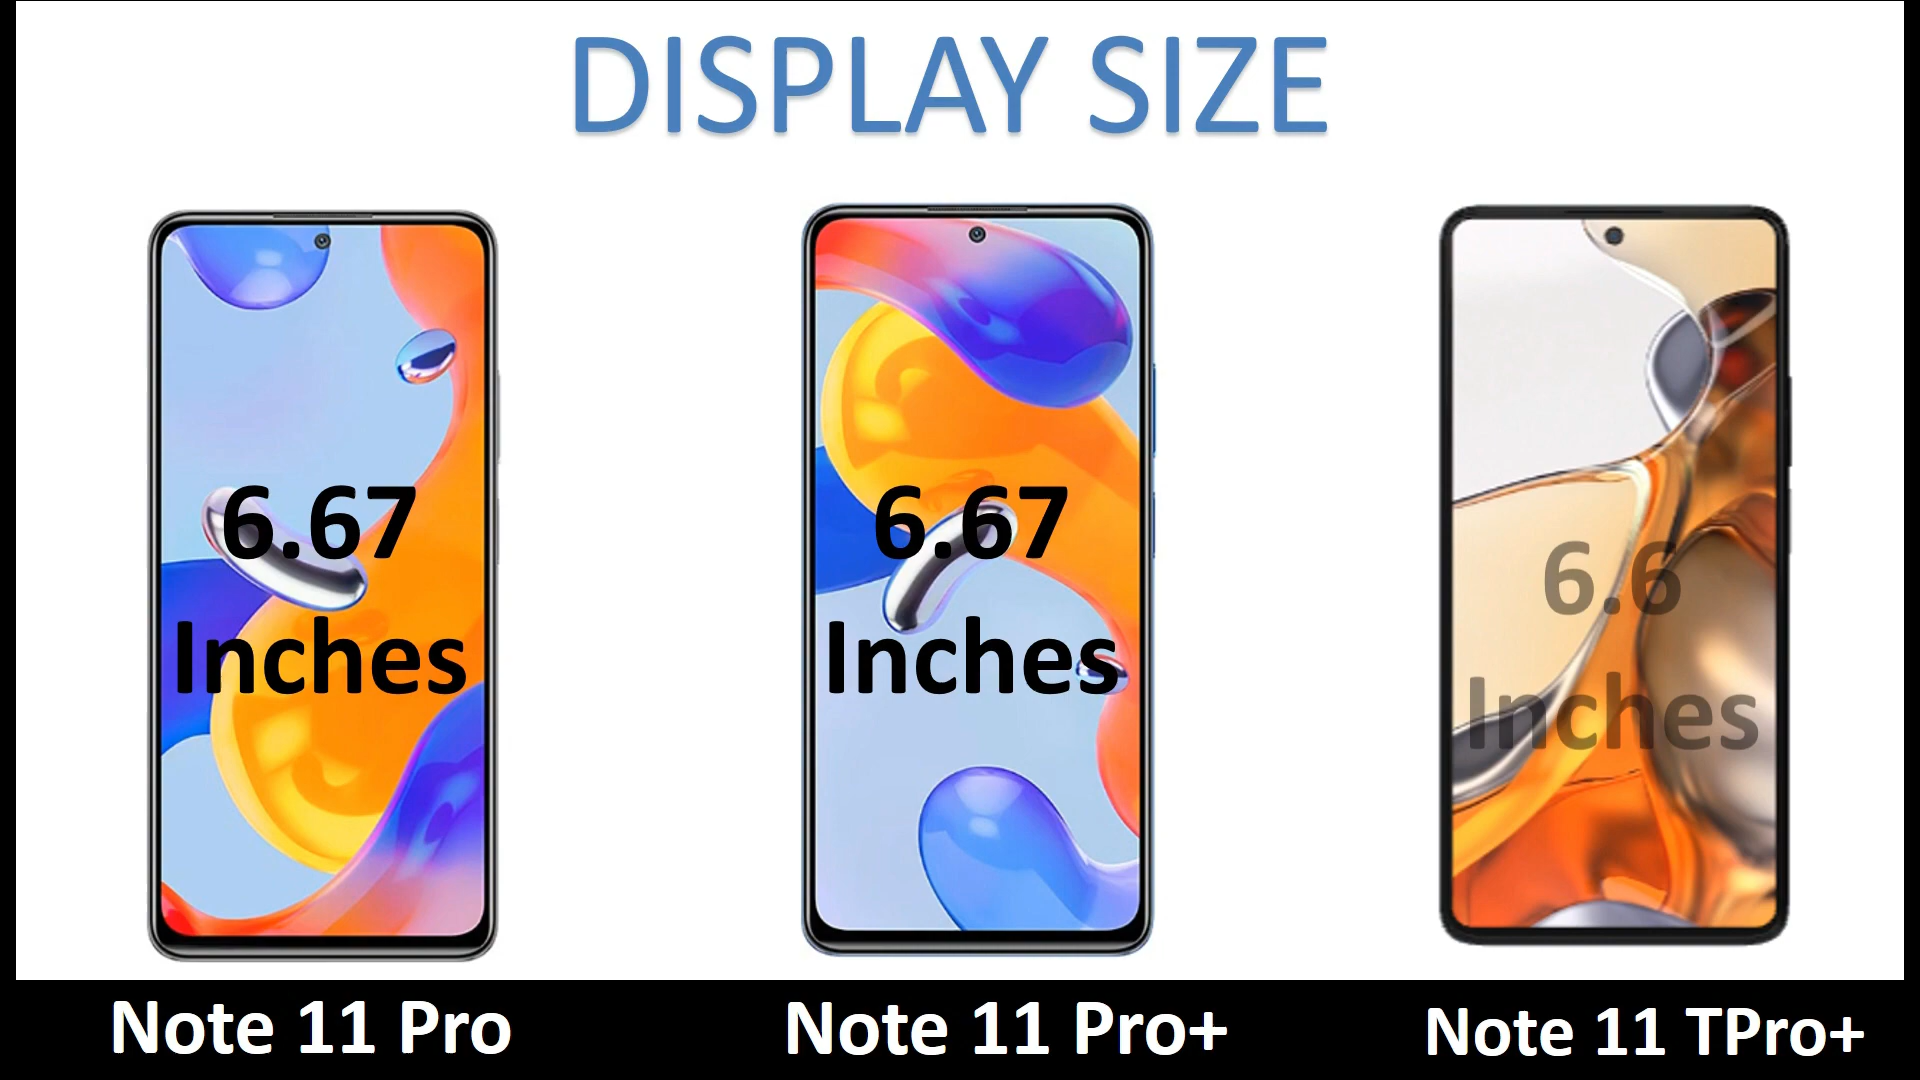 DISPLAY SIZE
6.67
Inches
6.67
Inches
6.6
Inches
Note 11 Pro
Note 11 Pro+
Note 11 TPro+